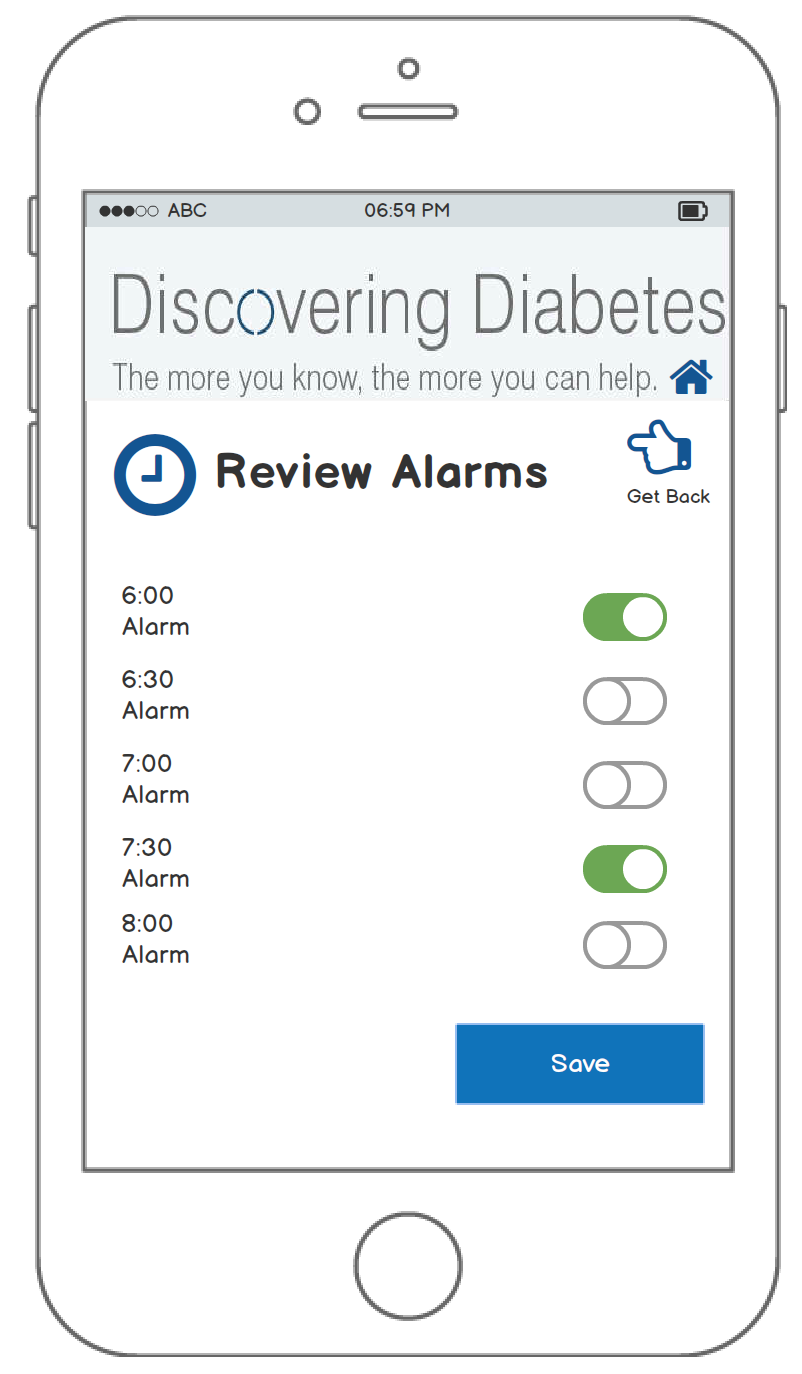 ABC 06:59 PM
Discovering Diabetes
The more you know, the more you can help.
Review Alarms
Get Back
6:00
Alarm
6:30
Alarm
7:00
Alarm
7:30
Alarm
8:00
Alarm
Save